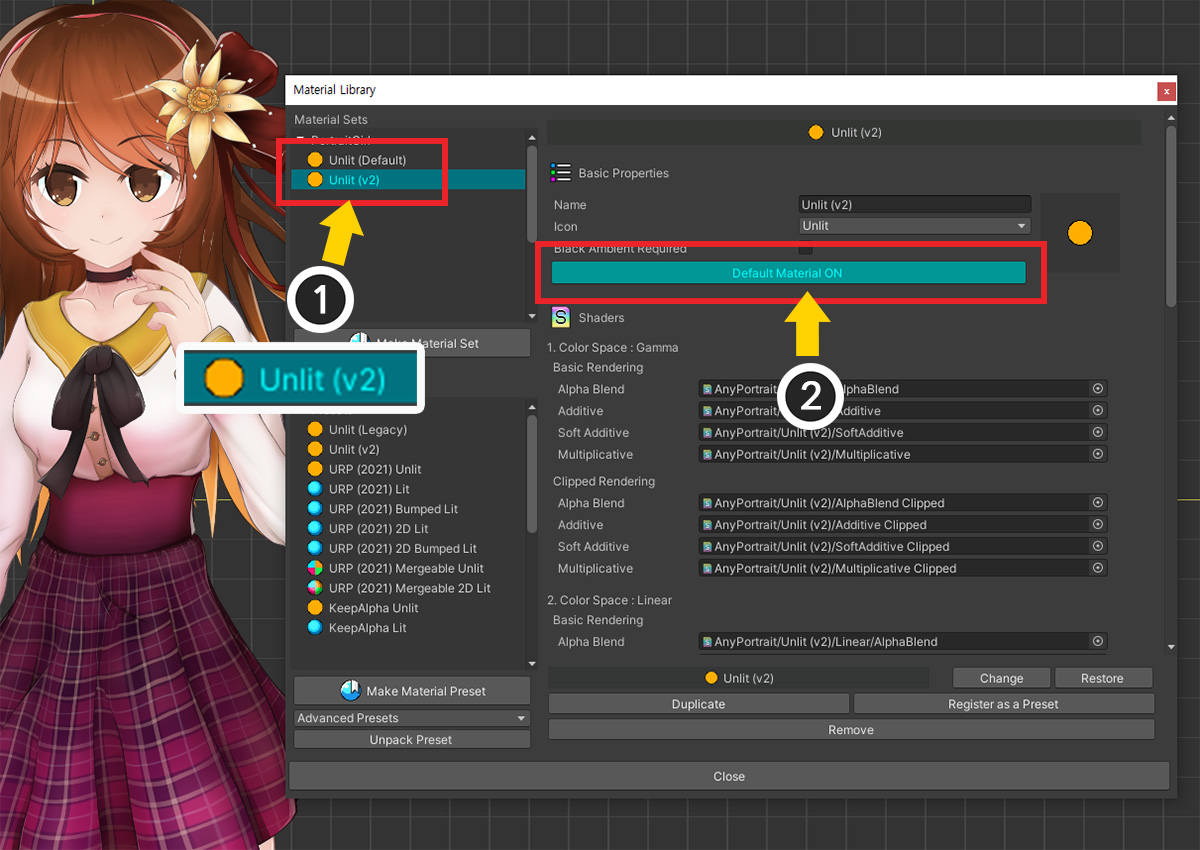 Material Library
x
Material Sets
Unlit (Default)
Unlit (v2)
1
Make Material Set
Unlit (v2)
Unlit (Legacy)
Unlit (v2)
URP (2021) Unlit
URP (2021) Lit
URP (2021) Bumped Lit
URP (2021) 2D Lit
URP (2021) 2D Bumped Lit
URP (2021) Mergeable Unlit
URP (2021) Mergeable 2D Lit
KeepAlpha Unlit
KeepAlpha Lit
Make Material Preset
Advanced Presets
Unpack Preset
Unlit (v2)
Basic Properties
Name Unlit (v2)
Icon Unlit
Black Ambient Required
Default Material ON
S Shaders
1. Color Space : Gamma
Basic Rendering
Alpha Blend AnyPortrait/ AlphaBlend
Additive AnyPortrait/ Additive
2
Soft Additive AnyPortrait/Unlit (v2)/SoftAdditive
Multiplicative AnyPortrait/Unlit (v2)/Multiplicative
Clipped Rendering
Alpha Blend AnyPortrait/Unlit (v2)/AlphaBlend Clipped
Additive AnyPortrait/Unlit (v2)/Additive Clipped
Soft Additive AnyPortrait/Unlit (v2)/SoftAdditive Clipped
Multiplicative AnyPortrait/Unlit (v2)/Multiplicative Clipped
2. Color Space : Linear
Basic Rendering
Alpha Blend AnyPortrait/Unlit (v2)/Linear/AlphaBlend
Unlit (v2) Change Restore
Duplicate Register as a Preset
Remove
Close